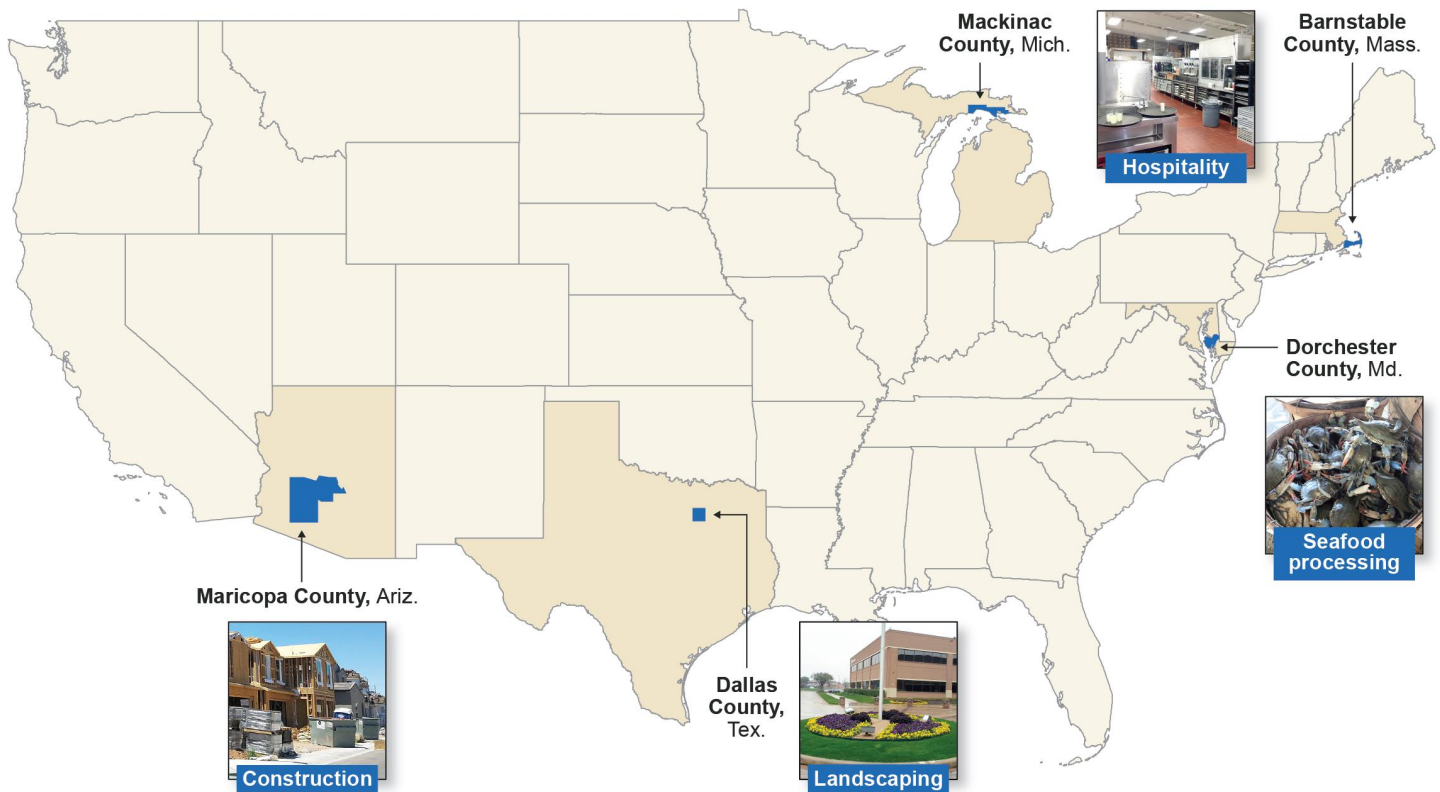 Mackinac
County, Mich.
Hospitality
Barnstable
County, Mass.
Dorchester
County, Md.
Seafood
processing
Maricopa County, Ariz.
Construction
Dallas
County,
Tex.
Landscaping